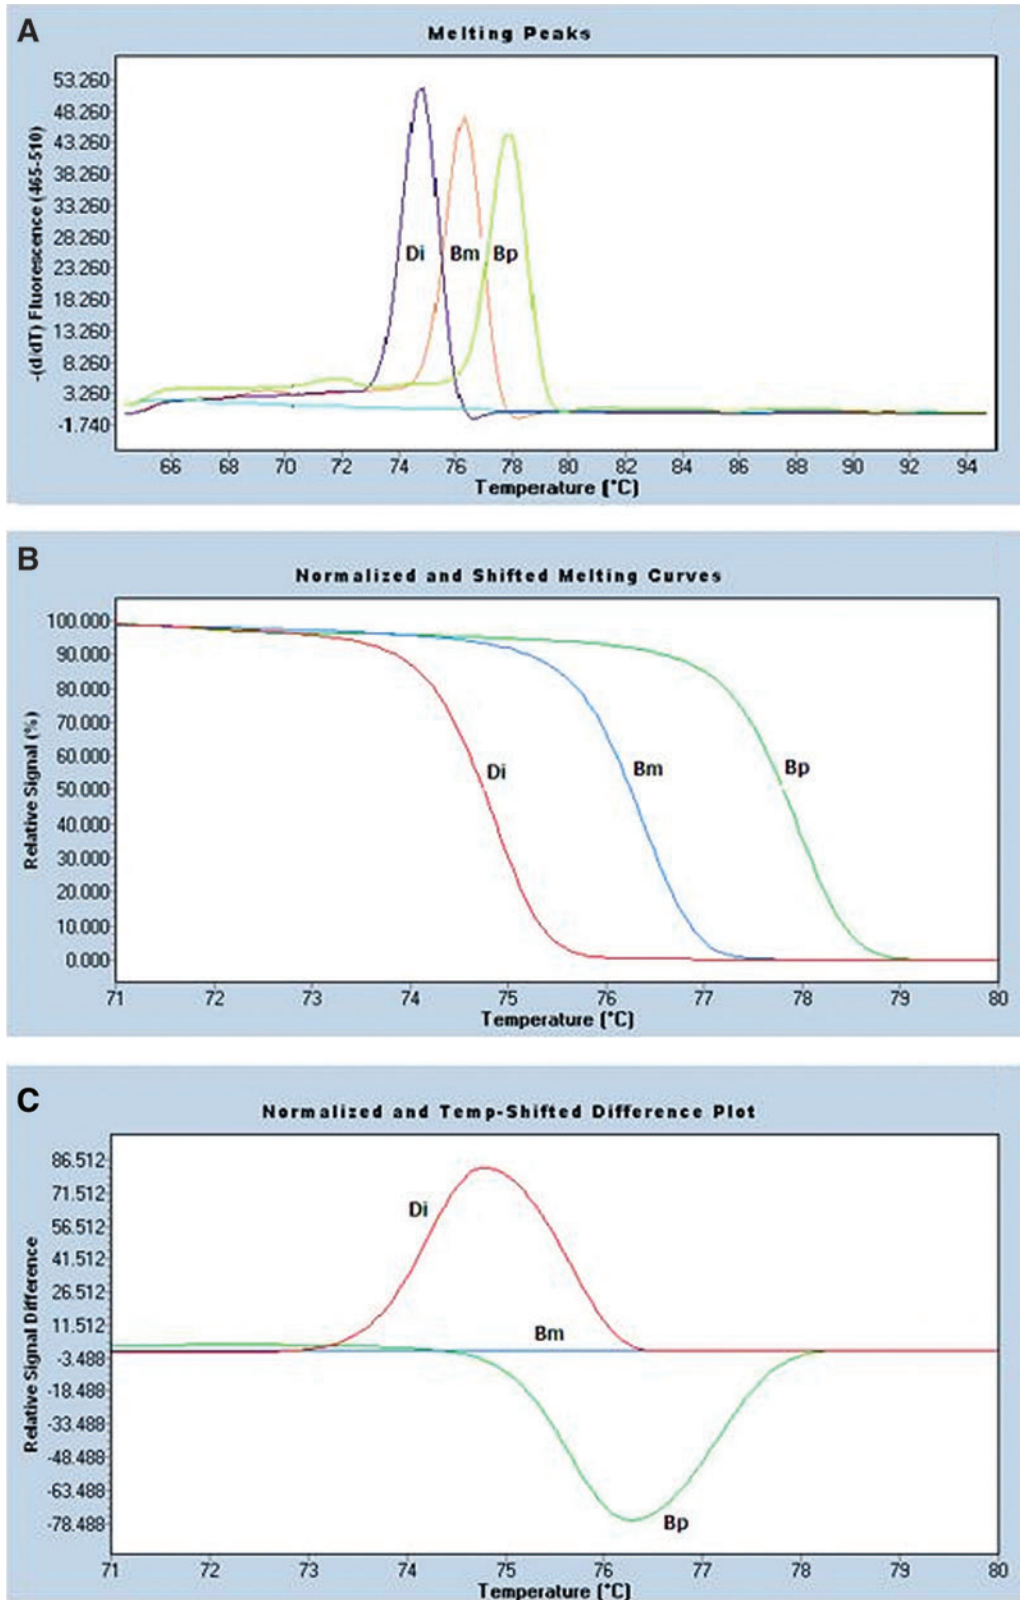 A
Melting Peaks
-(d/dT) Fluorescence (465-510)
53.260
48.260
43.260
38.260
33.260
28.260
23.260
18.260
13.260
8.260
3.260
-1.740
Di Bm Bp
66 68 70 72 74 76 78 80 82 84 86 88 90 92 94
Temperature (°C)
B
Normalized and Shifted Melting Curves
Relative Signal (%)
100.000
90.000
80.000
70.000
60.000
50.000
40.000
30.000
20.000
10.000
0.000
Di Bm Bp
71 72 73 74 75 76 77 78 79 80
Temperature (°C)
C
Normalized and Temp-Shifted Difference Plot
Relative Signal Difference
86.512
71.512
56.512
41.512
26.512
11.512
-3.488
-18.488
-33.488
-48.488
-63.488
-78.488
Di
Bm
Bp
71 72 73 74 75 76 77 78 79 80
Temperature (°C)